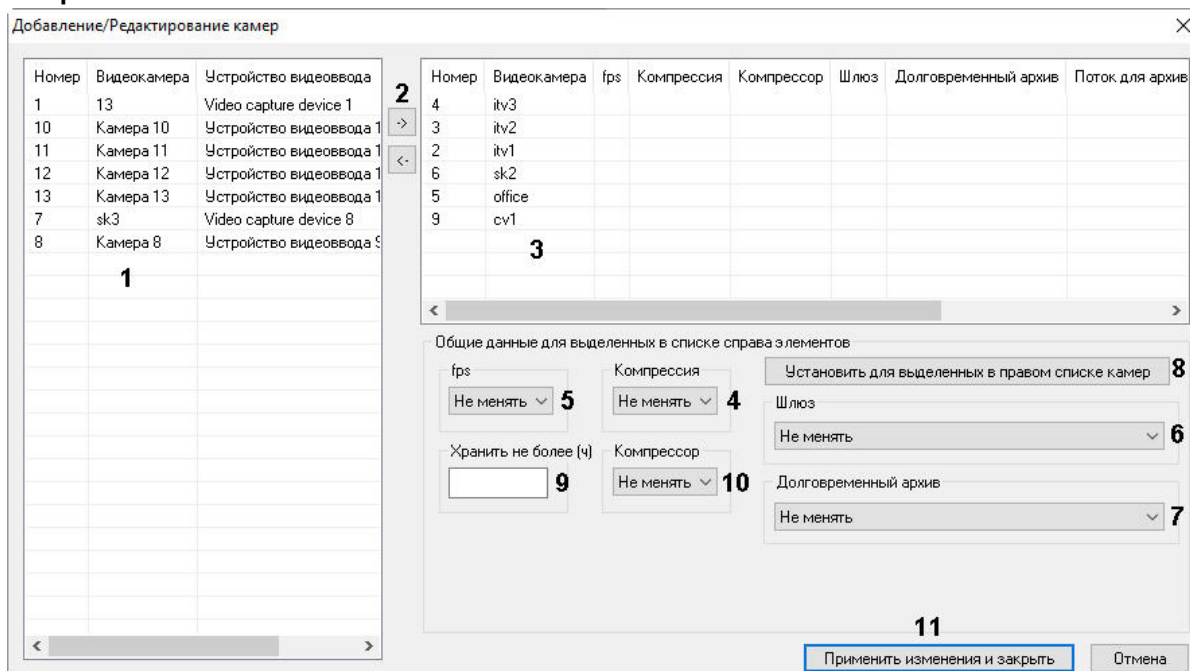 Добавление/Редактирование камер
Номер Видеокамера Устройство видеоввода
1 13 Video capture device 1
10 Камера 10 Устройство видеоввода 1
11 Камера 11 Устройство видеоввода 1
12 Камера 12 Устройство видеоввода 1
13 Камера 13 Устройство видеоввода 1
7 sk3 Video capture device 8
8 Камера 8 Устройство видеоввода 9
1
2
->
<-
Номер Видеокамера fps Компрессия Компрессор Шлюз Долговременный архив Поток для архив
4 itv3
3 itv2
2 itv1
6 sk2
5 office
9 cv1
3
Общие данные для выделенных в списке справа элементов
fps Компрессия Установить для выделенных в правом списке камер 8
Не менять 5 Не менять 4 Шлюз
Не менять 6
Хранить не более (ч) Компрессор
9 Не менять 10 Долговременный архив
Не менять 7
11
Применить изменения и закрыть Отмена